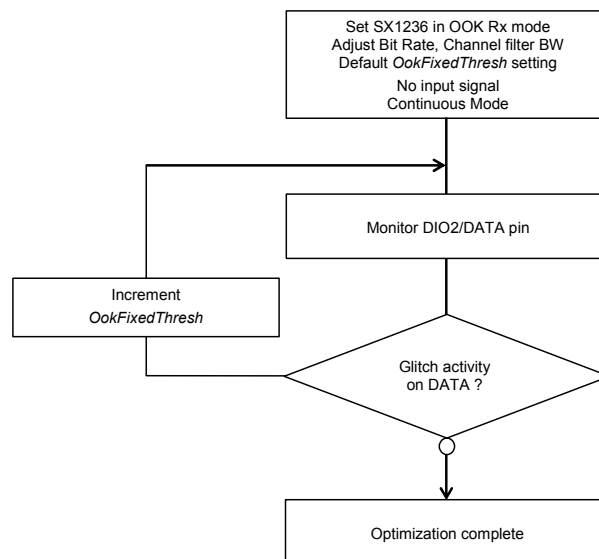 Set SX1236 in OOK Rx mode
Adjust Bit Rate, Channel filter BW
Default OokFixedThresh setting
No input signal
Continuous Mode
Monitor DIO2/DATA pin
Increment
OokFixedThresh
Glitch activity
on DATA ?
Optimization complete